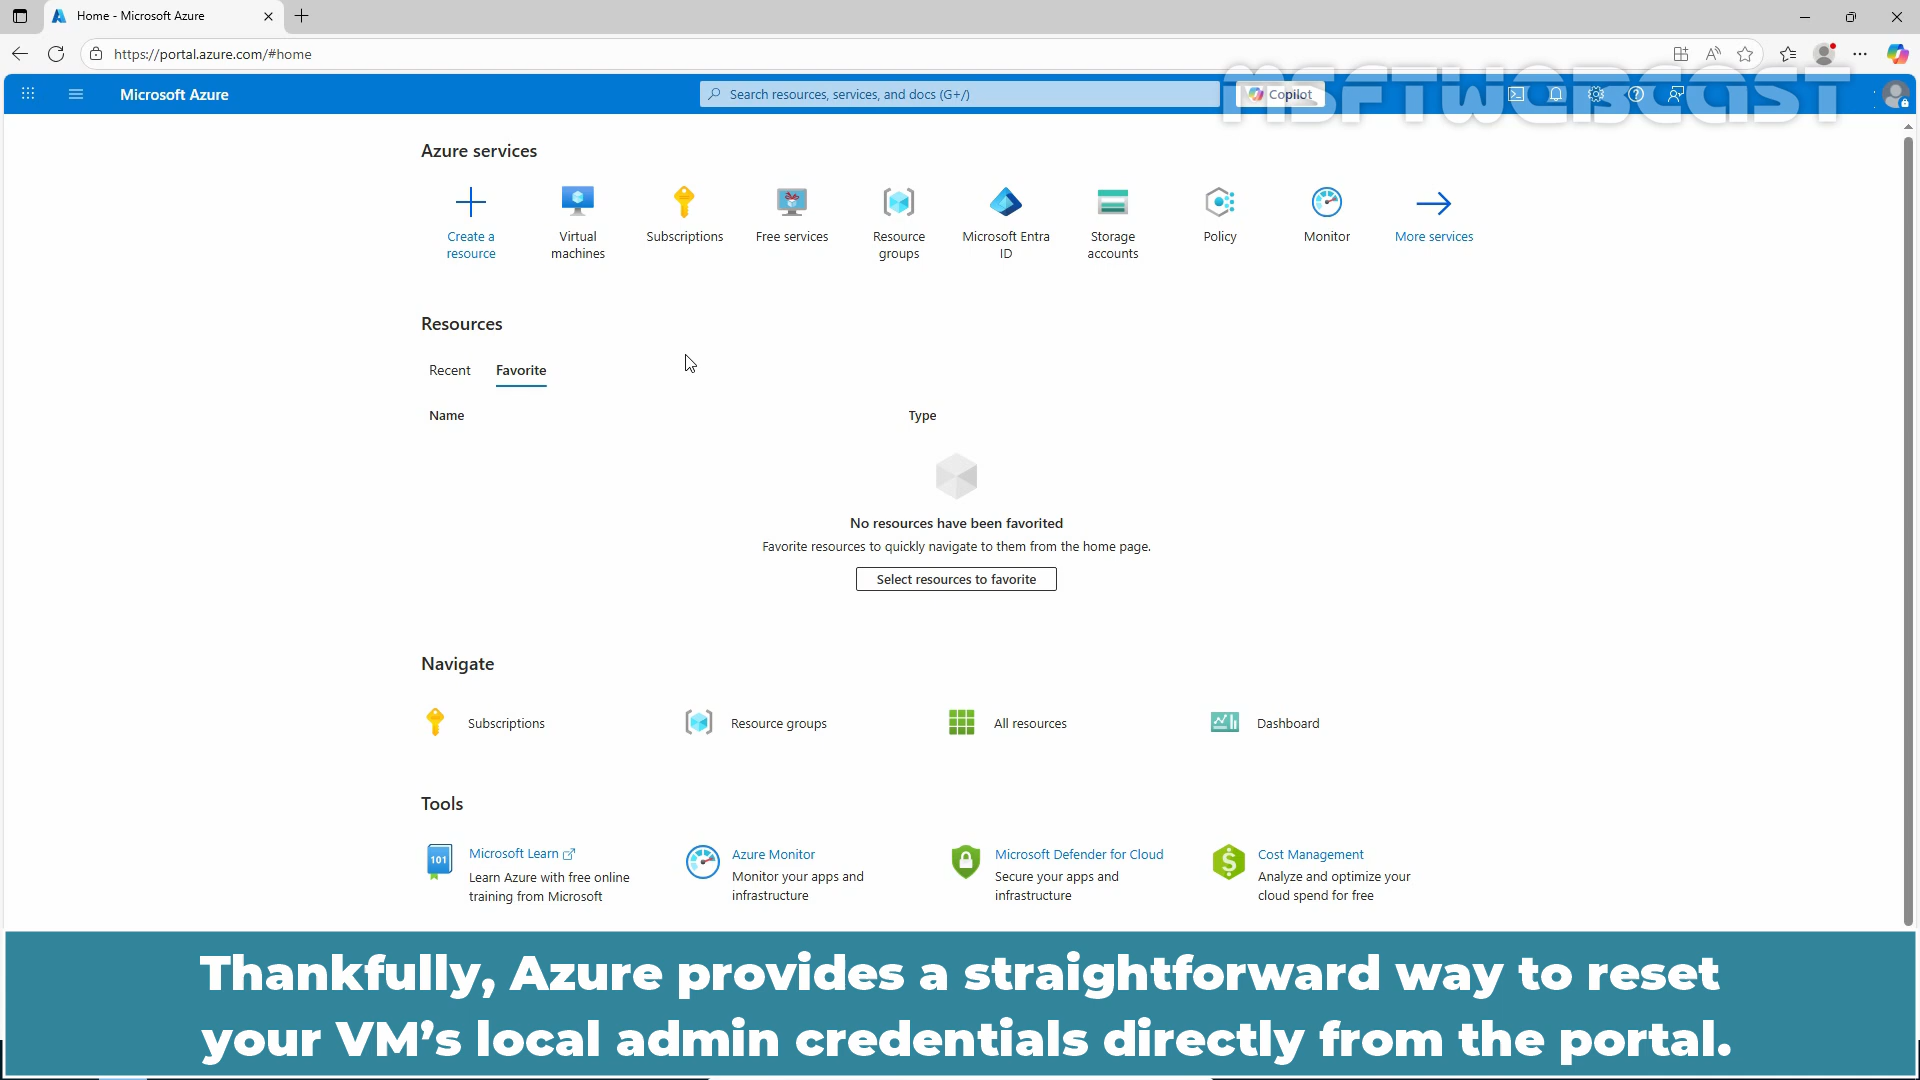 Home - Microsoft Azure
https://portal.azure.com/#home
MSFTWEBCAST
Microsoft Azure
Search resources, services, and docs (G+/)
Copilot
Azure services
Create a
resource
Virtual
machines
Subscriptions
Free services
Resource
groups
Microsoft Entra
ID
Storage
accounts
Policy
Monitor
More services
Resources
Recent
Favorite
Name
Type
No resources have been favorited
Favorite resources to quickly navigate to them from the home page.
Select resources to favorite
Navigate
Subscriptions
Resource groups
All resources
Dashboard
Tools
101
Microsoft Learn
Learn Azure with free online
training from Microsoft
Azure Monitor
Monitor your apps and
infrastructure
Microsoft Defender for Cloud
Secure your apps and
infrastructure
Cost Management
Analyze and optimize your
cloud spend for free
Thankfully, Azure provides a straightforward way to reset
your VM’s local admin credentials directly from the portal.